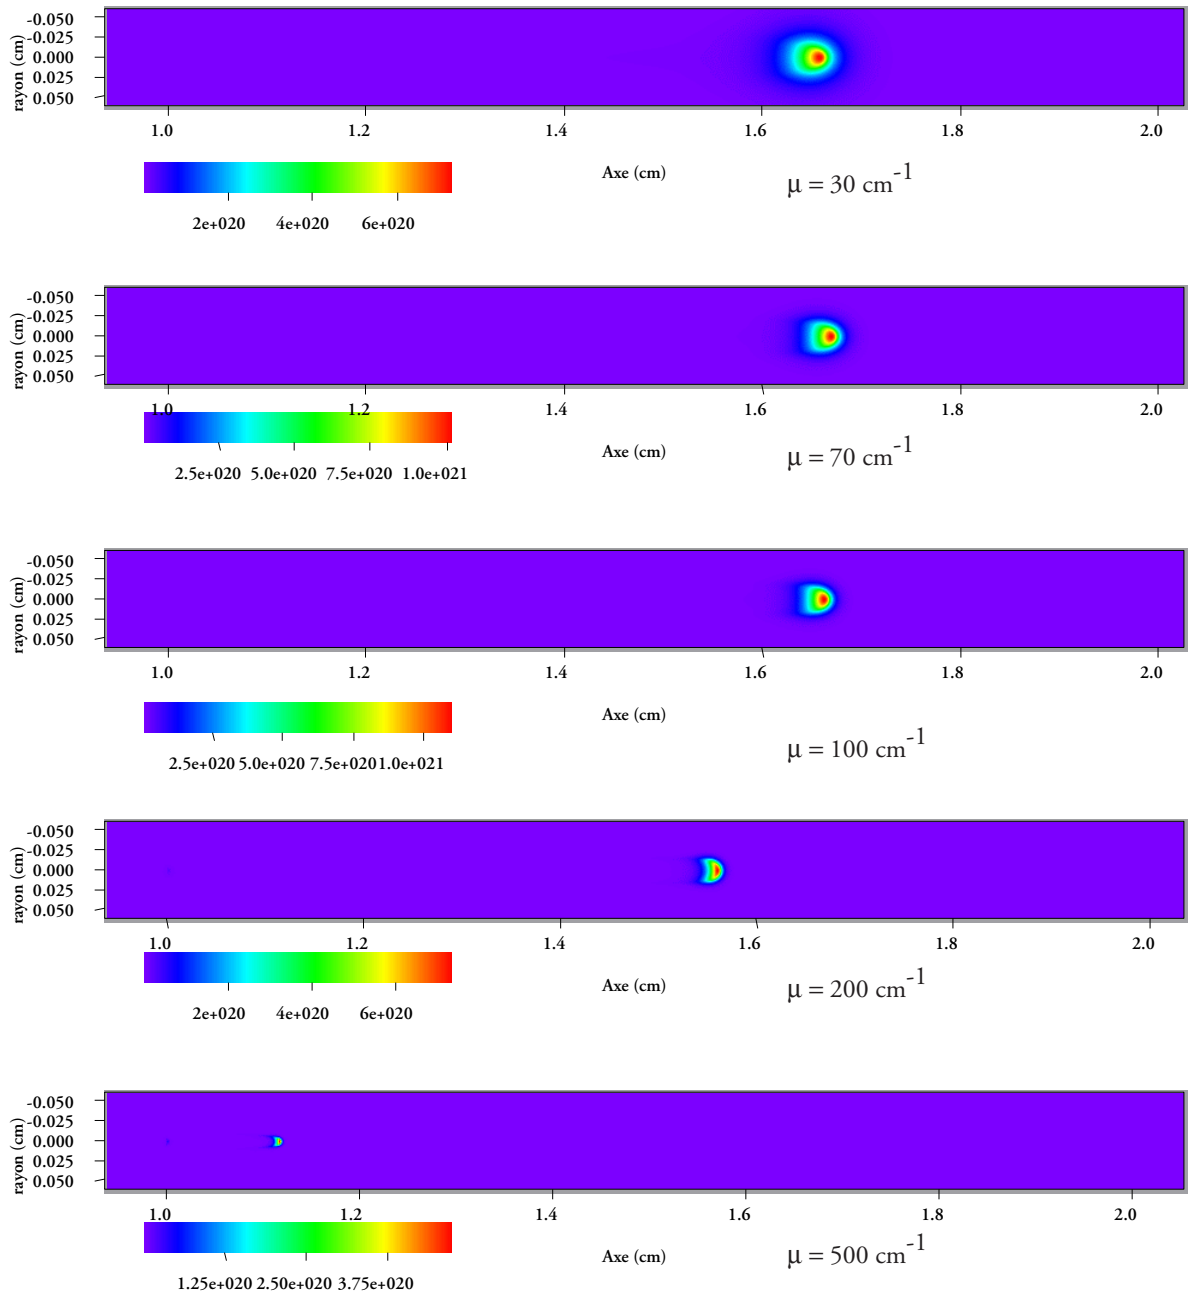 -0.050
-0.025
0.000
0.025
0.050
rayon (cm)
1.0 1.2 1.4 1.6 1.8 2.0
Axe (cm)
μ = 30 cm-1
2e+020 4e+020 6e+020
-0.050
-0.025
0.000
0.025
0.050
rayon (cm)
1.0 1.2 1.4 1.6 1.8 2.0
Axe (cm)
μ = 70 cm-1
2.5e+020 5.0e+020 7.5e+020 1.0e+021
-0.050
-0.025
0.000
0.025
0.050
rayon (cm)
1.0 1.2 1.4 1.6 1.8 2.0
Axe (cm)
μ = 100 cm-1
2.5e+020 5.0e+020 7.5e+020 1.0e+021
-0.050
-0.025
0.000
0.025
0.050
rayon (cm)
1.0 1.2 1.4 1.6 1.8 2.0
Axe (cm)
μ = 200 cm-1
2e+020 4e+020 6e+020
-0.050
-0.025
0.000
0.025
0.050
rayon (cm)
1.0 1.2 1.4 1.6 1.8 2.0
Axe (cm)
μ = 500 cm-1
1.25e+020 2.50e+020 3.75e+020